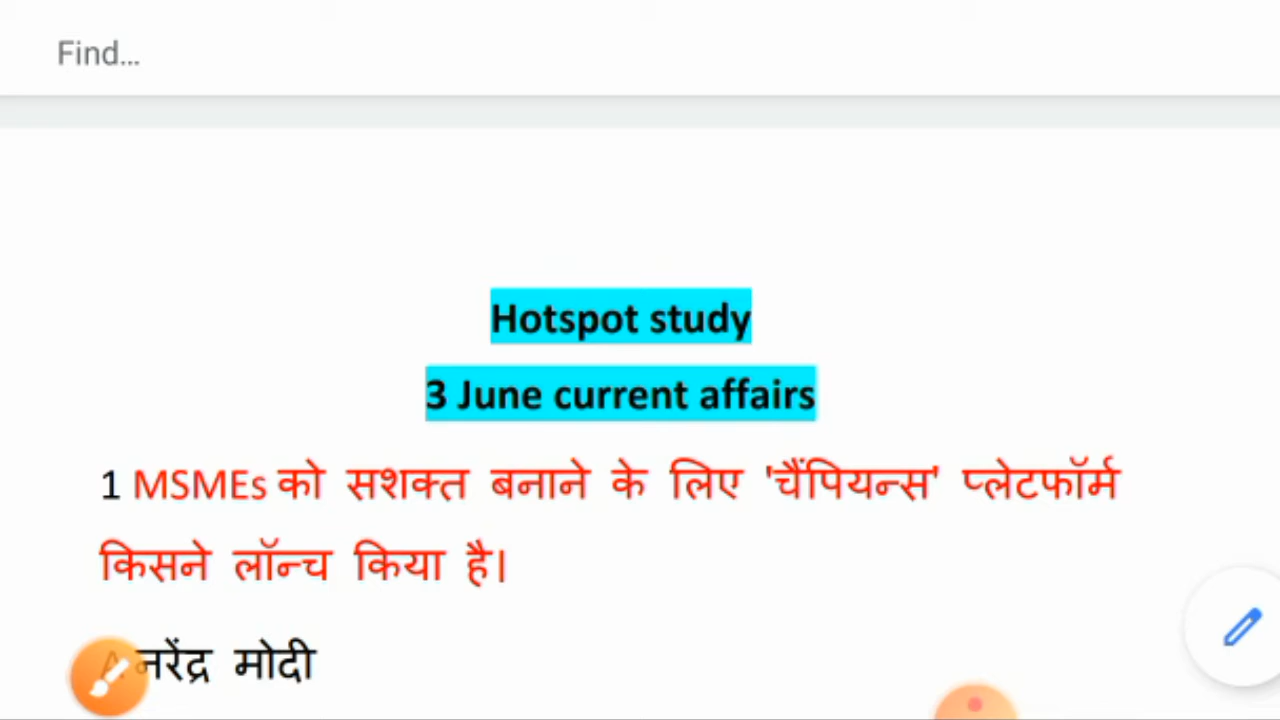 Find...
Hotspot study
3 June current affairs
1 MSMEs को सशक्त बनाने के लिए 'चैंपियन्स' प्लेटफॉर्म
किसने लॉन्च किया है।
नरेंद्र मोदी